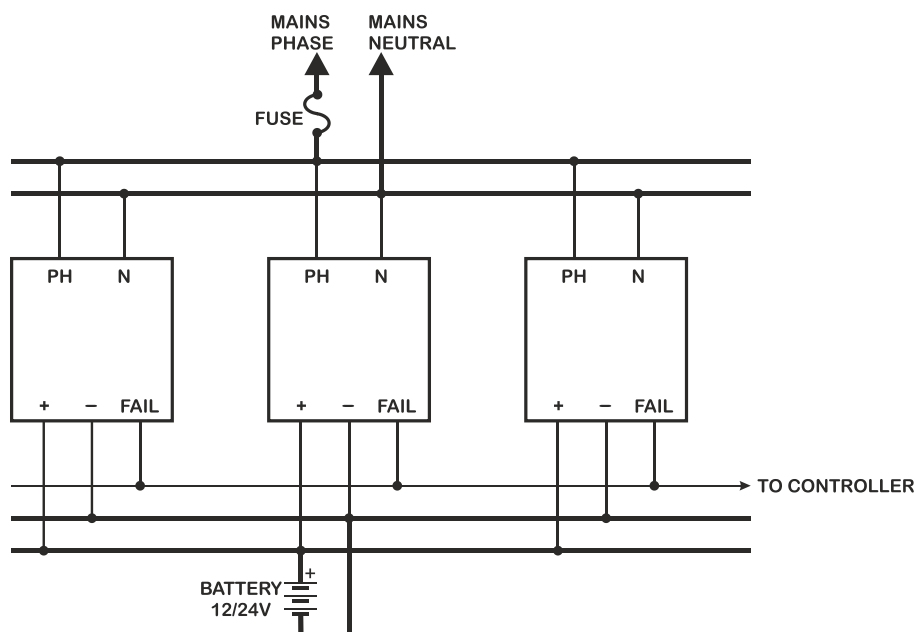 MAINS
PHASE
MAINS
NEUTRAL
FUSE
PH N
PH N
PH N
+ – FAIL
+ – FAIL
+ – FAIL
TO CONTROLLER
+
BATTERY
12/24V